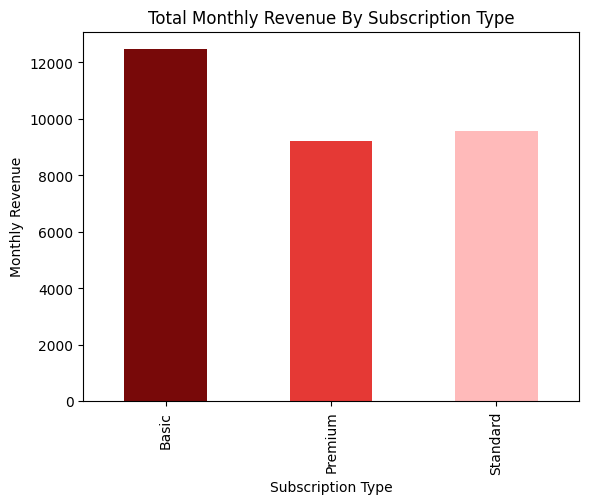 Total Monthly Revenue By Subscription Type
Monthly Revenue
12000
10000
8000
6000
4000
2000
0
Basic
Premium
Standard
Subscription Type